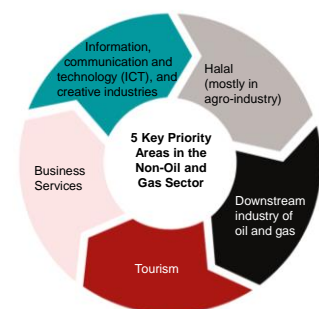 Information,
communication and
technology (ICT), and
creative industries
Halal
(mostly in
agro-industry)
5 Key Priority
Areas in the
Non-Oil and
Gas Sector
Business
Services
Downstream
industry of
oil and gas
Tourism